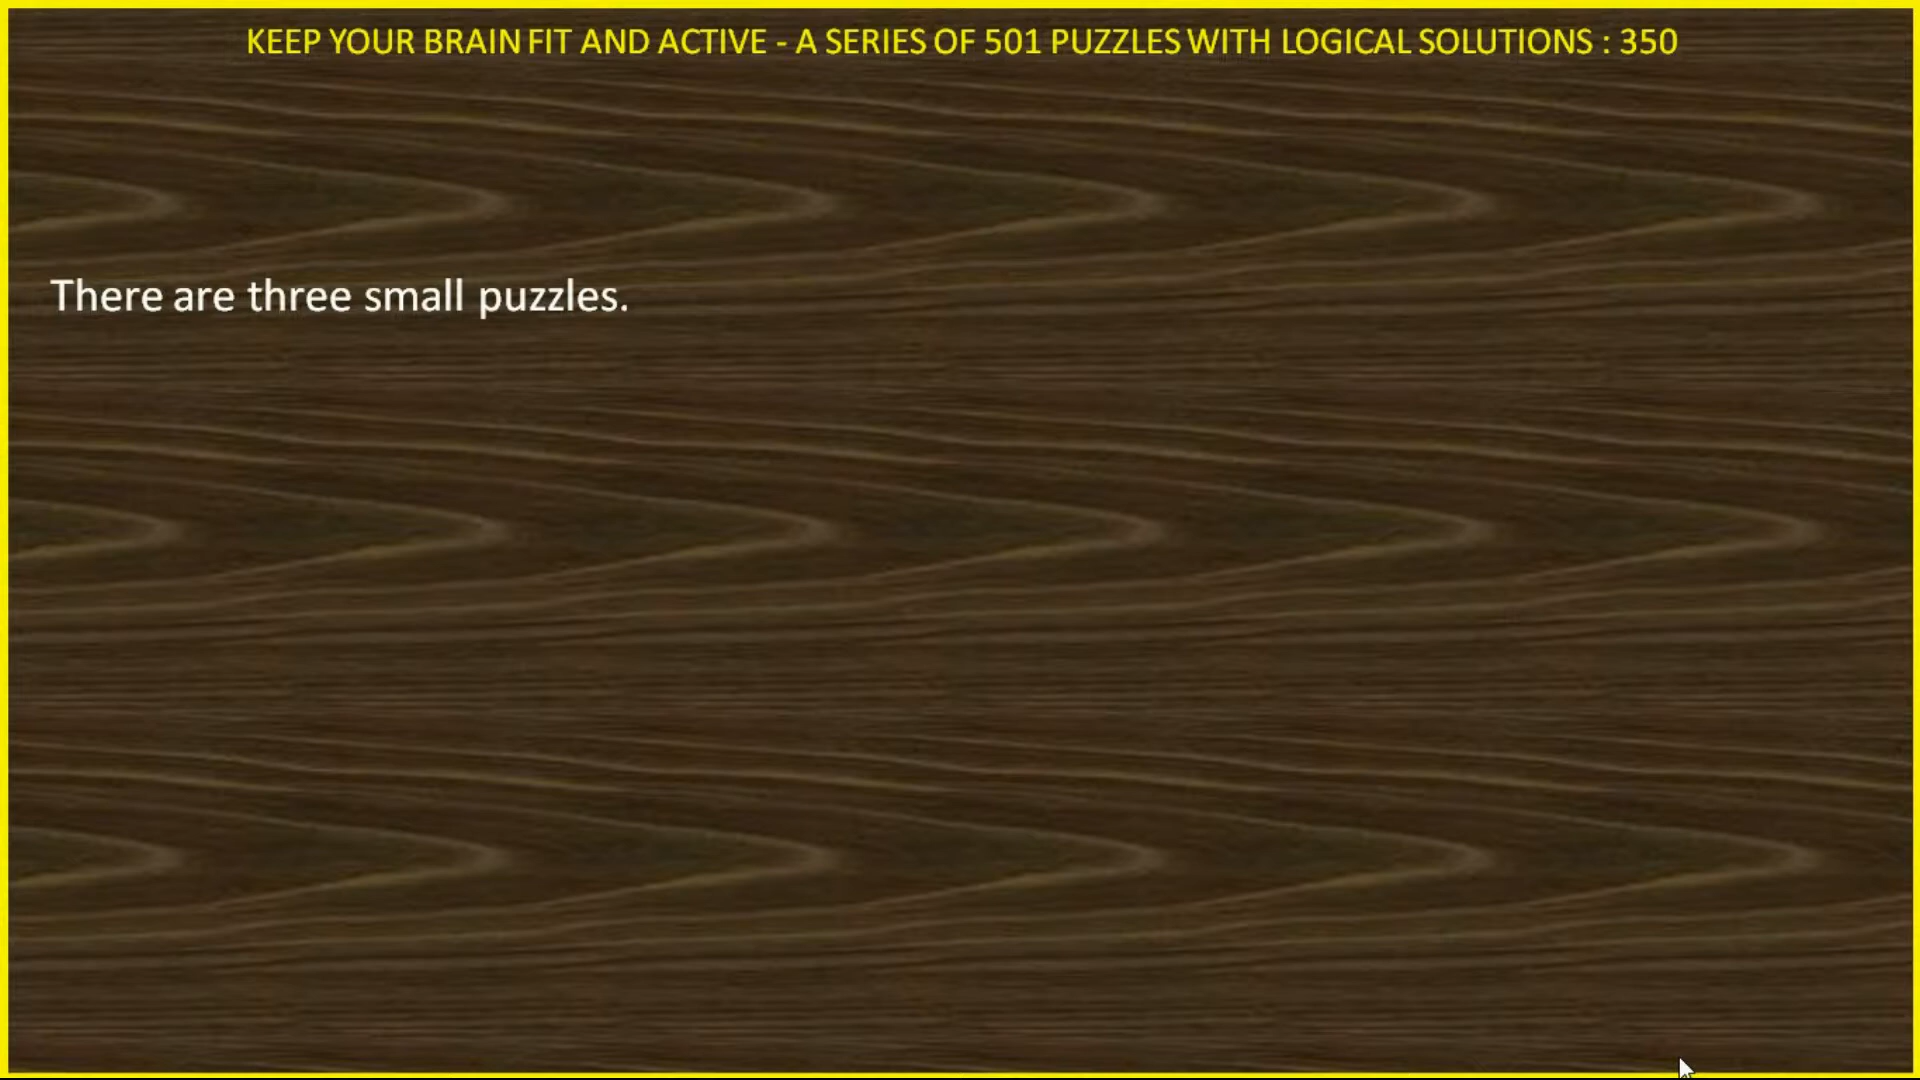 KEEP YOUR BRAIN FIT AND ACTIVE - A SERIES OF 501 PUZZLES WITH LOGICAL SOLUTIONS : 350
There are three small puzzles.